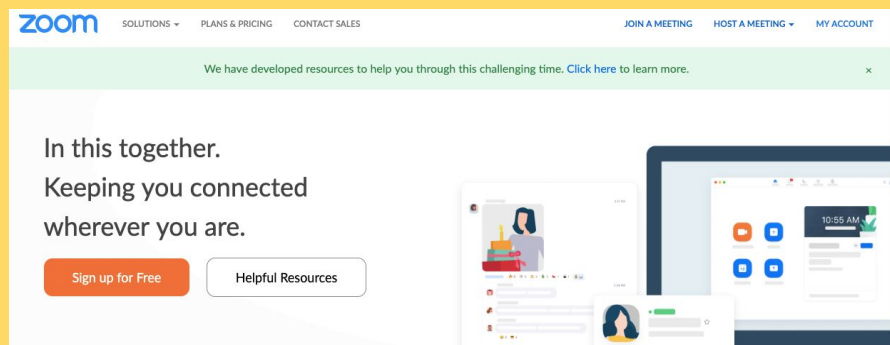 zoom SOLUTIONS PLANS & PRICING CONTACT SALES JOIN A MEETING HOST A MEETING MY ACCOUNT
We have developed resources to help you through this challenging time. Click here to learn more. ×
In this together.
Keeping you connected
wherever you are.
Sign up for Free Helpful Resources
10:55 AM